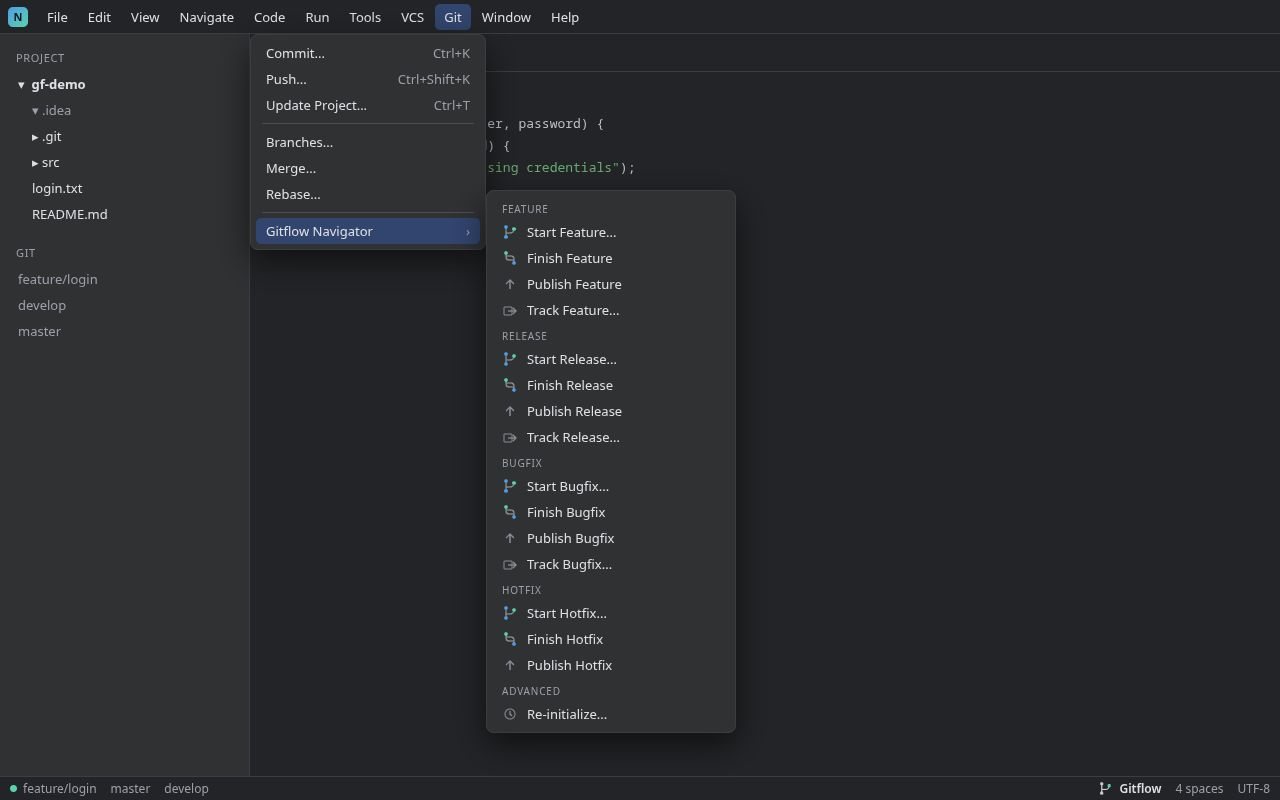 N File Edit View Navigate Code Run Tools VCS Git Window Help
PROJECT
▾ gf-demo
▾ .idea
▸ .git
▸ src
login.txt
README.md
GIT
feature/login
develop
master
Commit... Ctrl+K
Push... Ctrl+Shift+K
Update Project... Ctrl+T
Branches...
Merge...
Rebase...
Gitflow Navigator ›
er, password) {
) {
sing credentials");
FEATURE
Start Feature...
Finish Feature
Publish Feature
Track Feature...
RELEASE
Start Release...
Finish Release
Publish Release
Track Release...
BUGFIX
Start Bugfix...
Finish Bugfix
Publish Bugfix
Track Bugfix...
HOTFIX
Start Hotfix...
Finish Hotfix
Publish Hotfix
ADVANCED
Re-initialize...
feature/login master develop Gitflow 4 spaces UTF-8